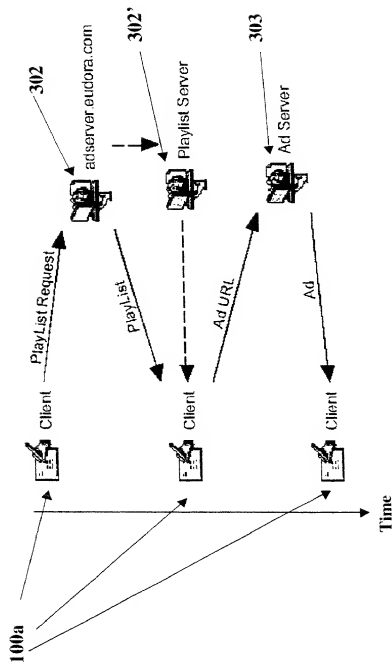 100a
Client
PlayList Request
302
adserver.eudora.com
PlayList
302'
Playlist Server
Client
Ad URL
303
Ad Server
Ad
Client
Time